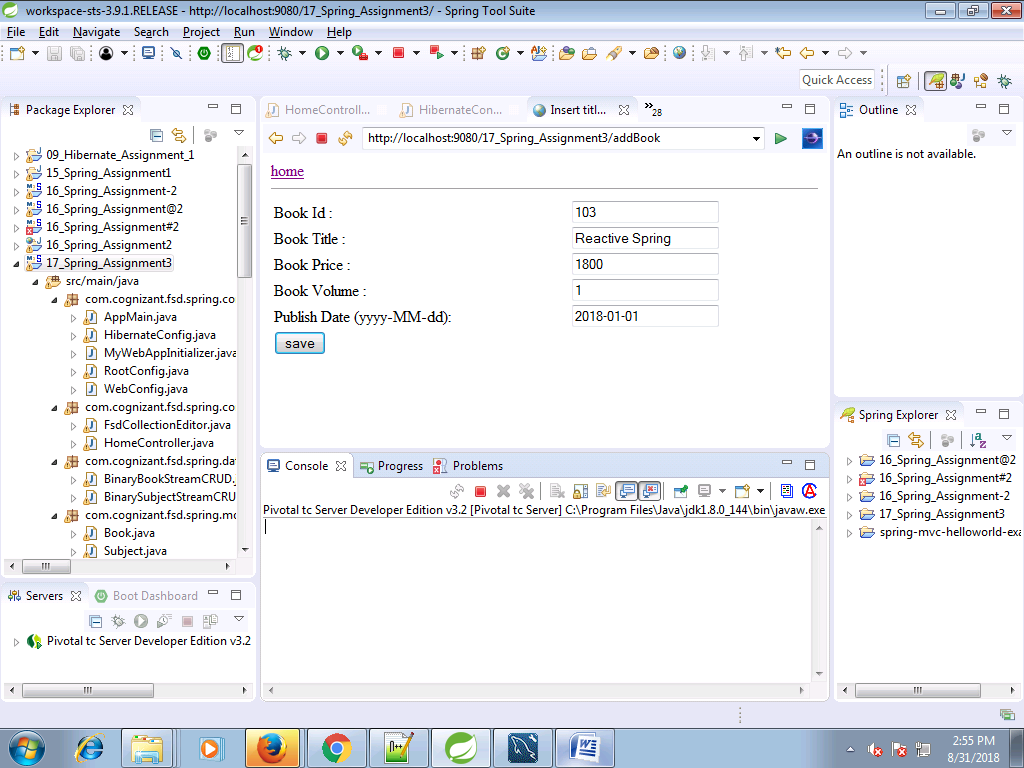 workspace-sts-3.9.1.RELEASE - http://localhost:9080/17_Spring_Assignment3/ - Spring Tool Suite
File Edit Navigate Search Project Run Window Help
Quick Access
Package Explorer
09_Hibernate_Assignment_1
15_Spring_Assignment1
16_Spring_Assignment-2
16_Spring_Assignment@2
16_Spring_Assignment#2
16_Spring_Assignment2
17_Spring_Assignment3
src/main/java
com.cognizant.fsd.spring.co
AppMain.java
HibernateConfig.java
MyWebAppInitializer.java
RootConfig.java
WebConfig.java
com.cognizant.fsd.spring.co
FsdCollectionEditor.java
HomeController.java
com.cognizant.fsd.spring.da
BinaryBookStreamCRUD.
BinarySubjectStreamCRU
com.cognizant.fsd.spring.mo
Book.java
Subject.java
Servers
Boot Dashboard
Pivotal tc Server Developer Edition v3.2
HomeControll...
HibernateCon...
Insert titl...
»28
http://localhost:9080/17_Spring_Assignment3/addBook
home
Book Id : 103
Book Title : Reactive Spring
Book Price : 1800
Book Volume : 1
Publish Date (yyyy-MM-dd): 2018-01-01
save
Console
Progress
Problems
Pivotal tc Server Developer Edition v3.2 [Pivotal tc Server] C:\Program Files\Java\jdk1.8.0_144\bin\javaw.exe
Outline
An outline is not available.
Spring Explorer
16_Spring_Assignment@2
16_Spring_Assignment#2
16_Spring_Assignment-2
17_Spring_Assignment3
spring-mvc-helloworld-exa
2:55 PM
8/31/2018